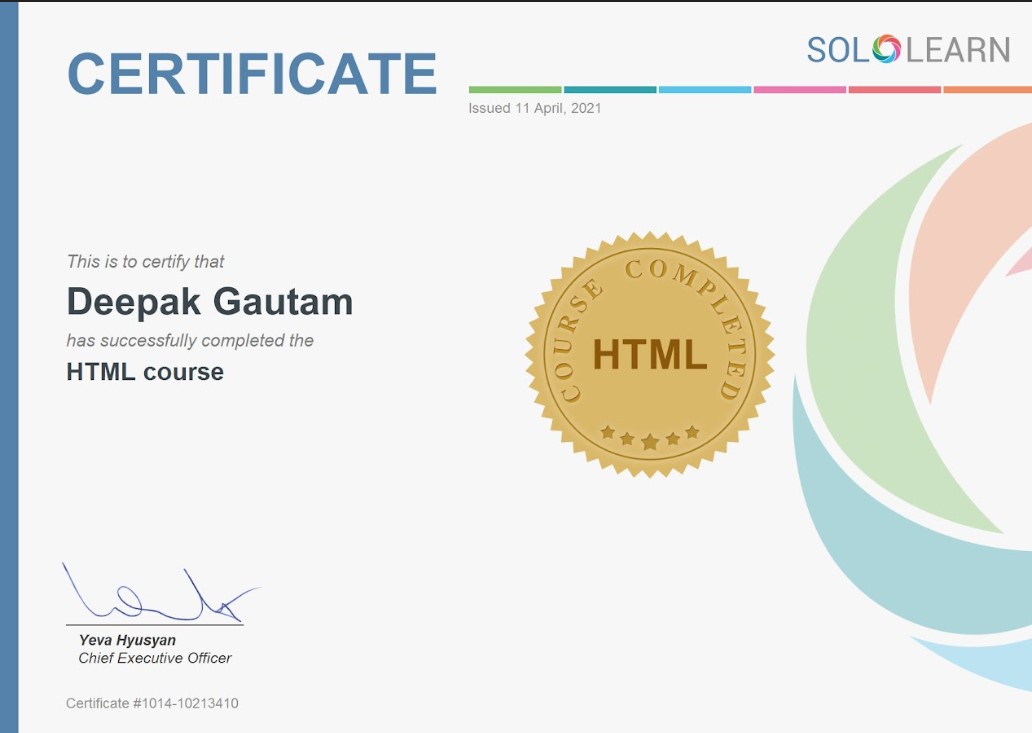 CERTIFICATE
SOLOLEARN
Issued 11 April, 2021
This is to certify that
Deepak Gautam
has successfully completed the
HTML course
COURSE COMPLETED
HTML
Yeva Hyusyan
Chief Executive Officer
Certificate #1014-10213410